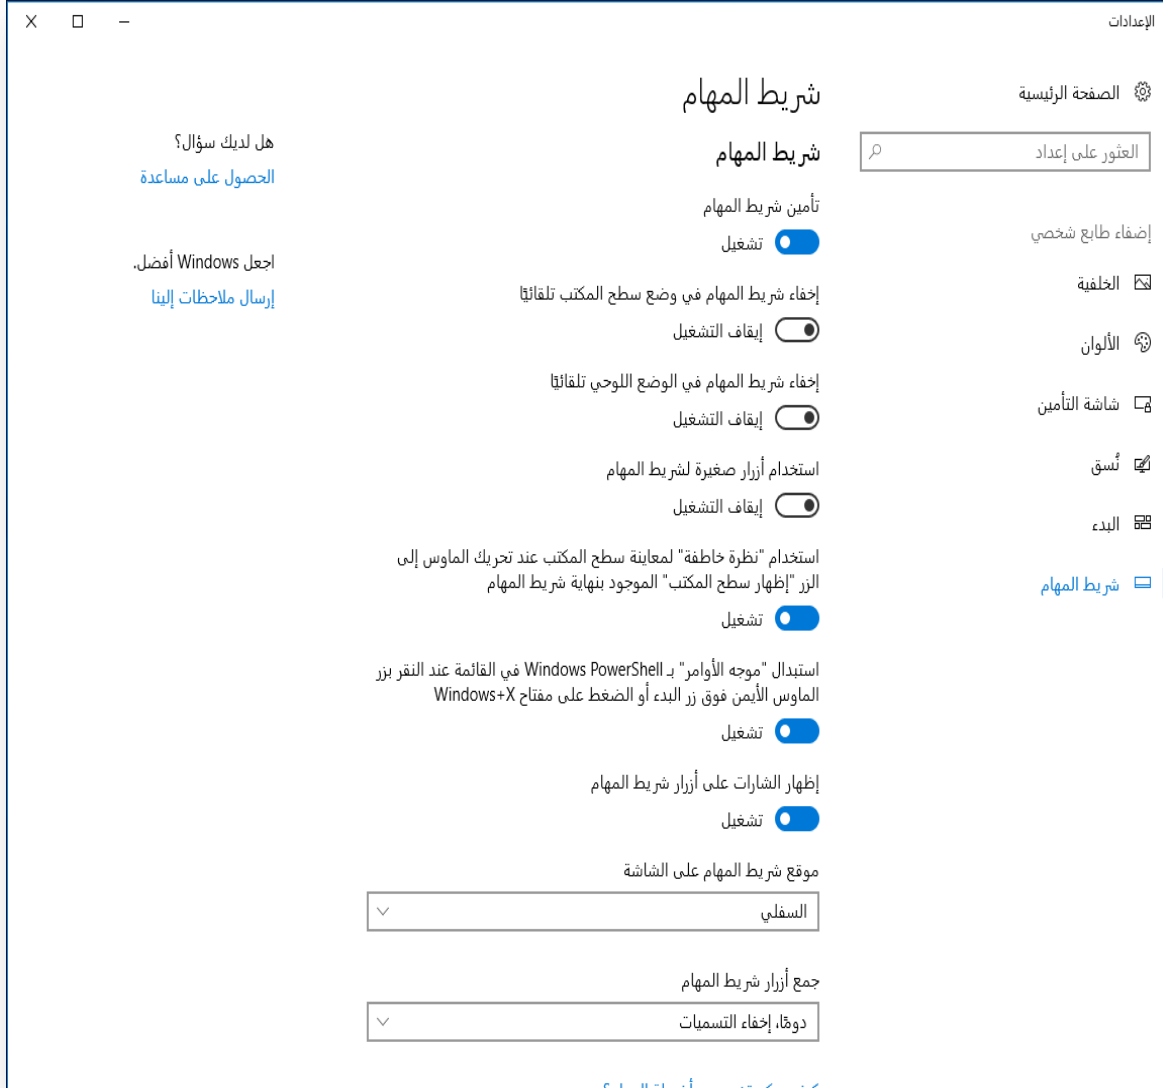 الإعدادات
الصفحة الرئيسية
العثور على إعداد
إضفاء طابع شخصي
الخلفية
الألوان
شاشة التأمين
نُسق
البدء
شريط المهام
شريط المهام
شريط المهام
تأمين شريط المهام
تشغيل
إخفاء شريط المهام في وضع سطح المكتب تلقائيًا
إيقاف التشغيل
إخفاء شريط المهام في الوضع اللوحي تلقائيًا
إيقاف التشغيل
استخدام أزرار صغيرة لشريط المهام
إيقاف التشغيل
استخدام "نظرة خاطفة" لمعاينة سطح المكتب عند تحريك الماوس إلى
الزر "إظهار سطح المكتب" الموجود بنهاية شريط المهام
تشغيل
استبدال "موجه الأوامر" بـ Windows PowerShell في القائمة عند النقر بزر
الماوس الأيمن فوق زر البدء أو الضغط على مفتاح Windows+X
تشغيل
إظهار الشارات على أزرار شريط المهام
تشغيل
موقع شريط المهام على الشاشة
السفلي
جمع أزرار شريط المهام
دومًا، إخفاء التسميات
هل لديك سؤال؟
الحصول على مساعدة
اجعل Windows أفضل.
إرسال ملاحظات إلينا